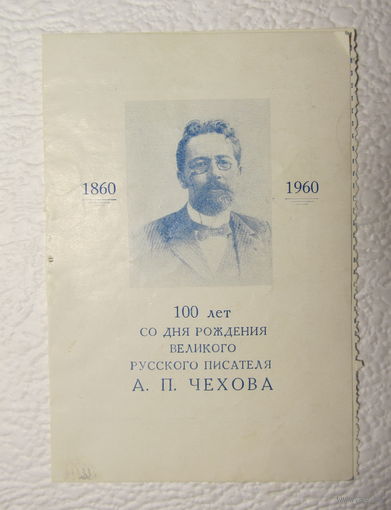 1860
1960
100 лет
СО ДНЯ РОЖДЕНИЯ
ВЕЛИКОГО
РУССКОГО ПИСАТЕЛЯ
А. П. ЧЕХОВА